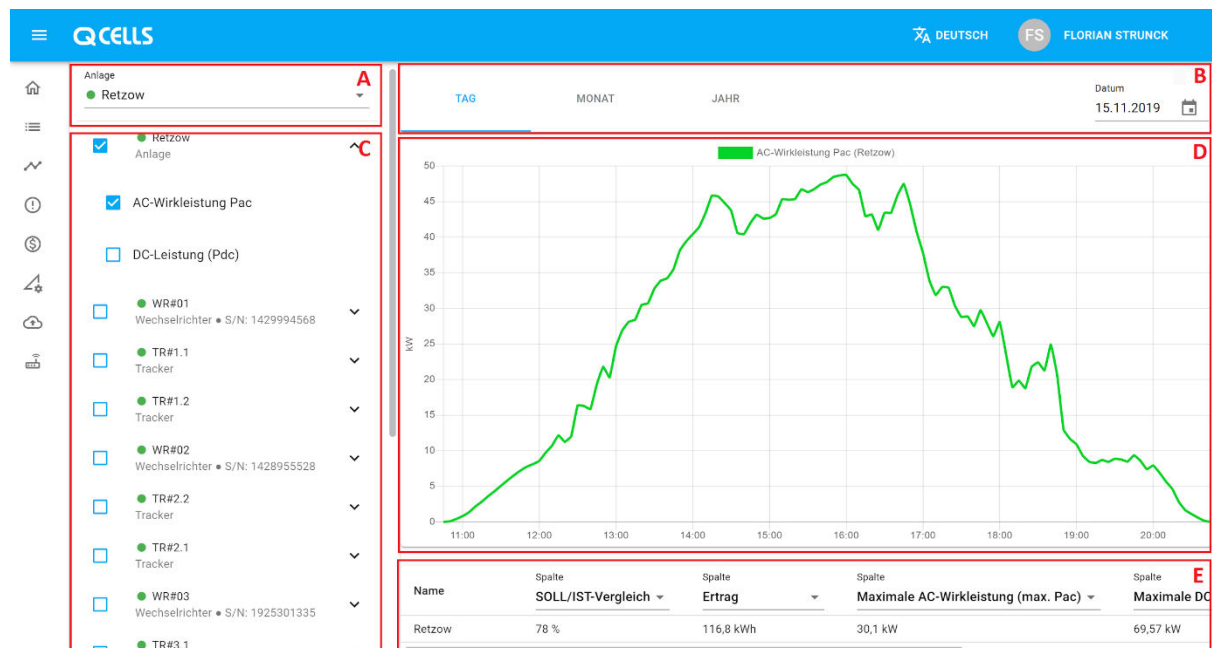 QCELLS
DEUTSCH
FS
FLORIAN STRUNCK
Anlage
Retzow
A
TAG
MONAT
JAHR
Datum
15.11.2019
B
Retzow
Anlage
C
AC-Wirkleistung Pac
DC-Leistung (Pdc)
WR#01
Wechselrichter ● S/N: 1429994568
TR#1.1
Tracker
TR#1.2
Tracker
WR#02
Wechselrichter ● S/N: 1428955528
TR#2.2
Tracker
TR#2.1
Tracker
WR#03
Wechselrichter ● S/N: 1925301335
TR#3.1
AC-Wirkleistung Pac (Retzow)
D
kW
50
45
40
35
30
25
20
15
10
5
0
11:00 12:00 13:00 14:00 15:00 16:00 17:00 18:00 19:00 20:00
E
Name
Spalte
SOLL/IST-Vergleich
Spalte
Ertrag
Spalte
Maximale AC-Wirkleistung (max. Pac)
Spalte
Maximale DC
Retzow 78 % 116,8 kWh 30,1 kW 69,57 kW